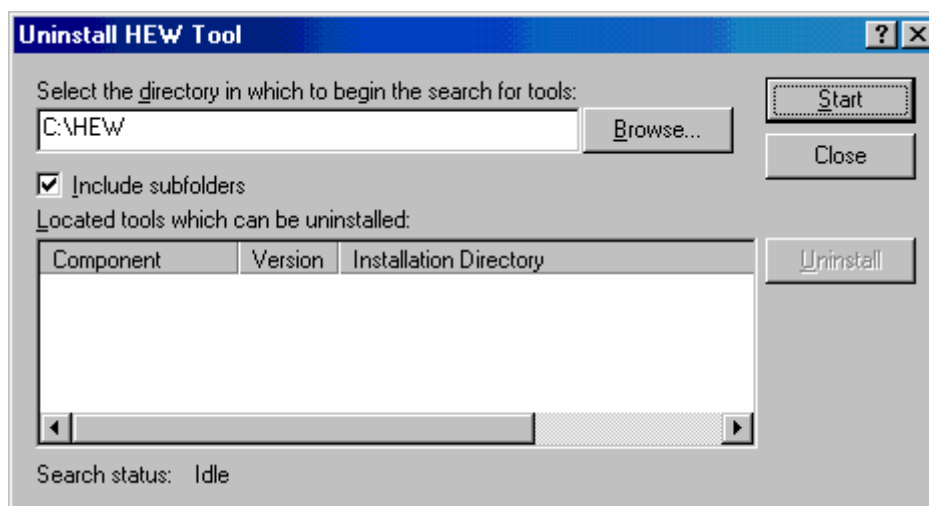 Uninstall HEW Tool
Select the directory in which to begin the search for tools:
Start
C:\HEW
Browse...
Close
Include subfolders
Located tools which can be uninstalled:
Component Version Installation Directory
Uninstall
Search status: Idle